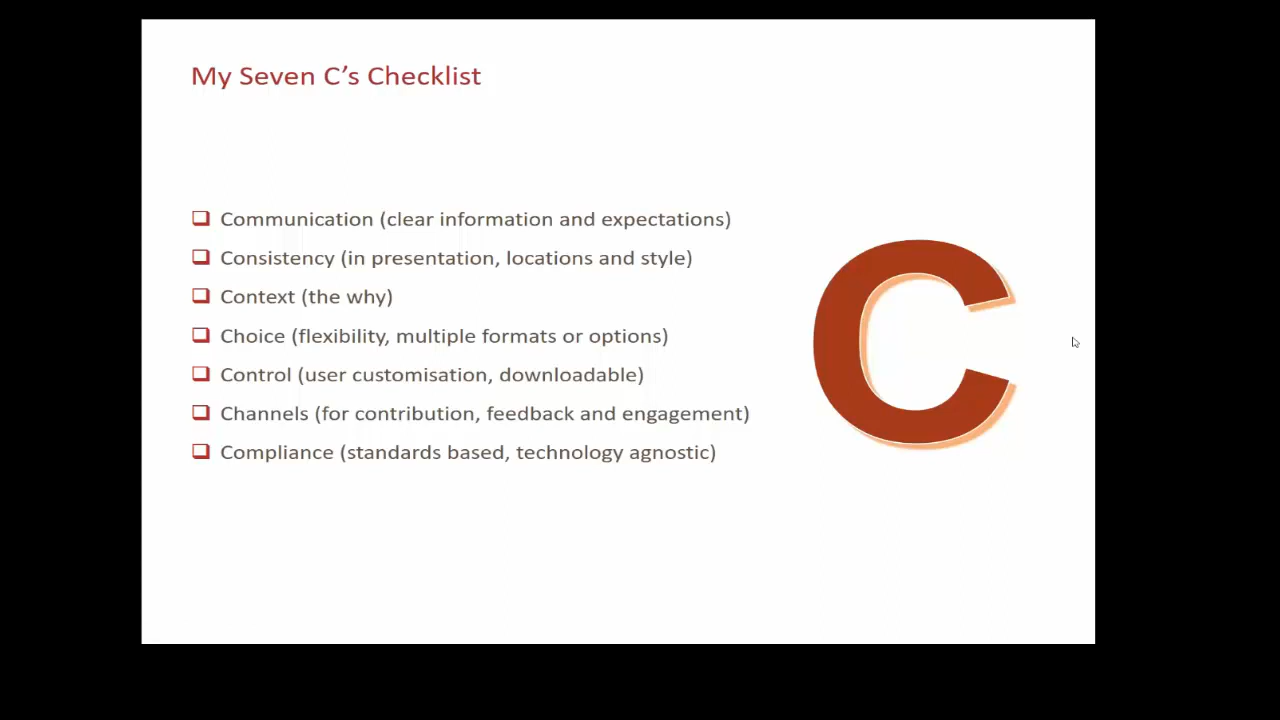 My Seven C’s Checklist
Communication (clear information and expectations)
Consistency (in presentation, locations and style)
Context (the why)
Choice (flexibility, multiple formats or options)
Control (user customisation, downloadable)
Channels (for contribution, feedback and engagement)
Compliance (standards based, technology agnostic)
C